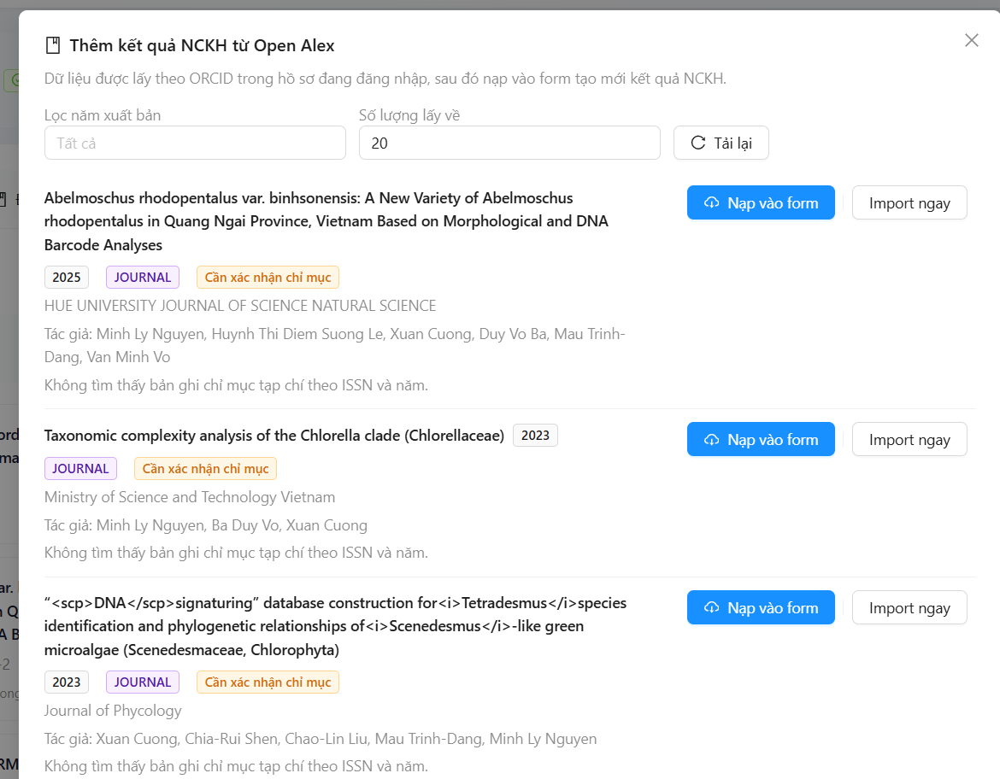 Thêm kết quả NCKH từ Open Alex
Dữ liệu được lấy theo ORCID trong hồ sơ đang đăng nhập, sau đó nạp vào form tạo mới kết quả NCKH.
Lọc năm xuất bản
Số lượng lấy về
Tất cả
20
Tải lại
Abelmoschus rhodopentalus var. binhsonensis: A New Variety of Abelmoschus
rhodopentalus in Quang Ngai Province, Vietnam Based on Morphological and DNA
Barcode Analyses
Nạp vào form
Import ngay
2025
JOURNAL
Cần xác nhận chỉ mục
HUE UNIVERSITY JOURNAL OF SCIENCE NATURAL SCIENCE
Tác giả: Minh Ly Nguyen, Huynh Thi Diem Suong Le, Xuan Cuong, Duy Vo Ba, Mau Trinh-
Dang, Van Minh Vo
Không tìm thấy bản ghi chỉ mục tạp chí theo ISSN và năm.
Taxonomic complexity analysis of the Chlorella clade (Chlorellaceae)
2023
Nạp vào form
Import ngay
JOURNAL
Cần xác nhận chỉ mục
Ministry of Science and Technology Vietnam
Tác giả: Minh Ly Nguyen, Ba Duy Vo, Xuan Cuong
Không tìm thấy bản ghi chỉ mục tạp chí theo ISSN và năm.
“<scp>DNA</scp>signaturing” database construction for<i>Tetradesmus</i>species
identification and phylogenetic relationships of<i>Scenedesmus</i>-like green
microalgae (Scenedesmaceae, Chlorophyta)
Nạp vào form
Import ngay
2023
JOURNAL
Cần xác nhận chỉ mục
Journal of Phycology
Tác giả: Xuan Cuong, Chia-Rui Shen, Chao-Lin Liu, Mau Trinh-Dang, Minh Ly Nguyen
Không tìm thấy bản ghi chỉ mục tạp chí theo ISSN và năm.